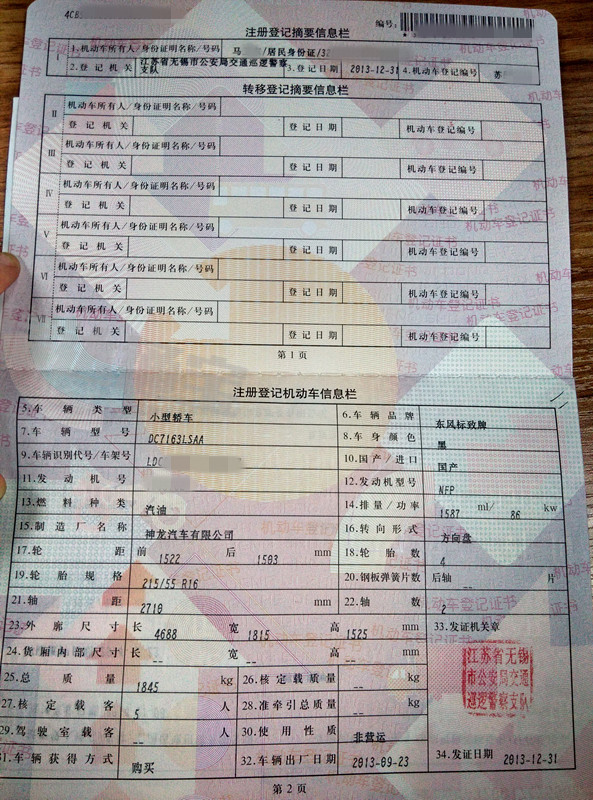 4CB
注册登记摘要信息栏
编号:
I
1.机动车所有人/身份证明名称/号码 马 /居民身份证/3
2.登记机关 江苏省无锡市公安局交通巡逻警察支队 3.登记日期 2013-12-31 4.机动车登记编号 苏
转移登记摘要信息栏
II 机动车所有人/身份证明名称/号码
登记机关 登记日期 机动车登记编号
III 机动车所有人/身份证明名称/号码
登记机关 登记日期 机动车登记编号
IV 机动车所有人/身份证明名称/号码
登记机关 登记日期 机动车登记编号
V 机动车所有人/身份证明名称/号码
登记机关 登记日期 机动车登记编号
VI 机动车所有人/身份证明名称/号码
登记机关 登记日期 机动车登记编号
VII 机动车所有人/身份证明名称/号码
登记机关 登记日期 机动车登记编号
第1页
注册登记机动车信息栏
5.车辆类型 小型轿车 6.车辆品牌 东风标致牌
7.车辆型号 DC7163LSAA 8.车身颜色 黑
9.车辆识别代号/车架号 LDC 10.国产/进口 国产
11.发动机号 12.发动机型号 NFP
13.燃料种类 汽油 14.排量/功率 1587 ml/ 86 kw
15.制造厂名称 神龙汽车有限公司 16.转向形式 方向盘
17.轮距 前 1522 后 1503 mm 18.轮胎数 4
19.轮胎规格 215/55 R16 20.钢板弹簧片数 后轴 -- 片
21.轴距 2710 mm 22.轴数 2
23.外廓尺寸 长 4688 宽 1815 高 1525 mm 33.发证机关章
24.货厢内部尺寸 长 -- 宽 -- 高 -- mm
25.总质量 1845 kg 26.核定载质量 -- kg
27.核定载客 5 人 28.准牵引总质量 -- kg
29.驾驶室载客 -- 人 30.使用性质 非营运
31.车辆获得方式 购买 32.车辆出厂日期 2013-09-23 34.发证日期 2013-12-31
江苏省无锡
市公安局交通
巡逻警察支队
第2页